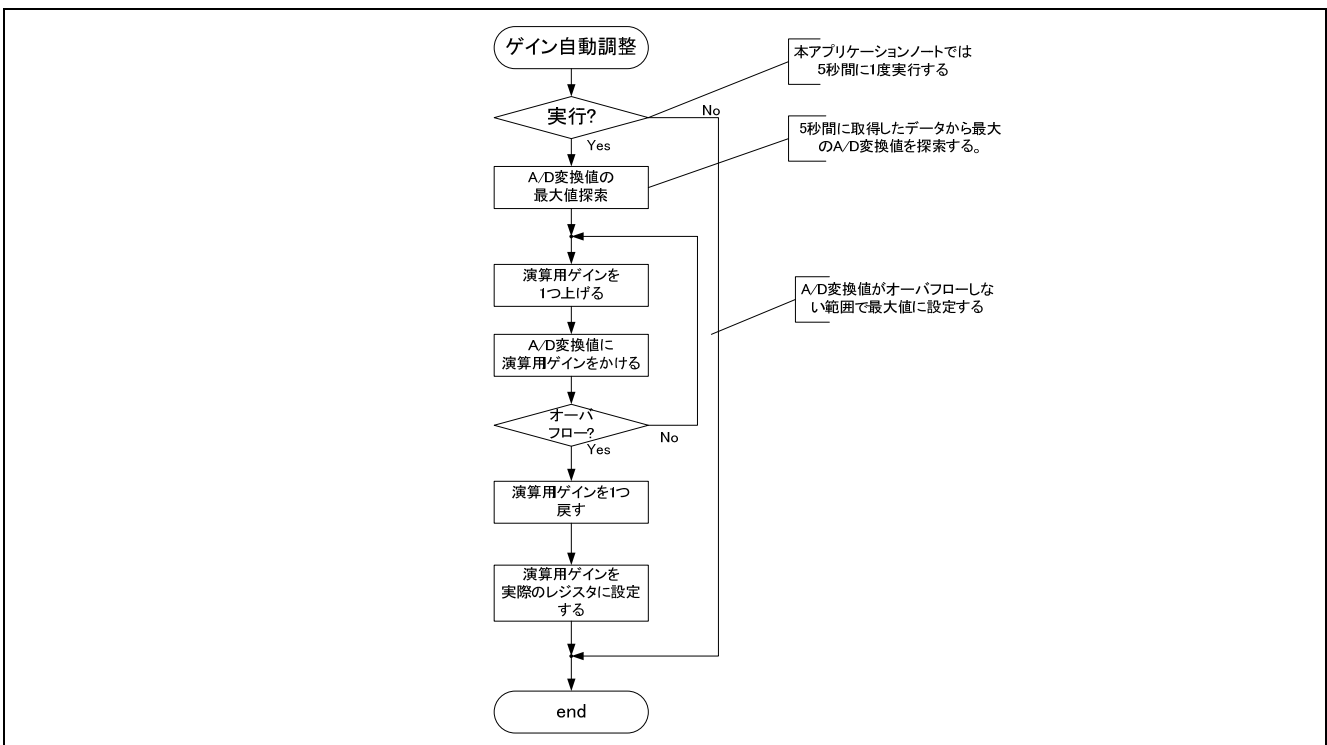 ゲイン自動調整
本アプリケーションノートでは
5秒間に1度実行する
実行?
No
Yes
5秒間に取得したデータから最大
のA/D変換値を探索する。
A/D変換値の
最大値探索
演算用ゲインを
1つ上げる
A/D変換値がオーバフローしな
い範囲で最大値に設定する
A/D変換値に
演算用ゲインをかける
オーバ
フロー?
No
Yes
演算用ゲインを1つ
戻す
演算用ゲインを
実際のレジスタに設定
する
end